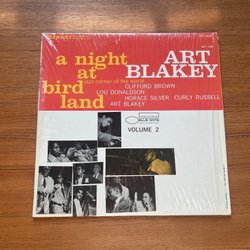 a night
at
bird
land
jazz corner of the world
ART
BLAKEY
CLIFFORD BROWN
LOU DONALDSON
HORACE SILVER CURLY RUSSELL
ART BLAKEY
BLUE NOTE
VOLUME 2